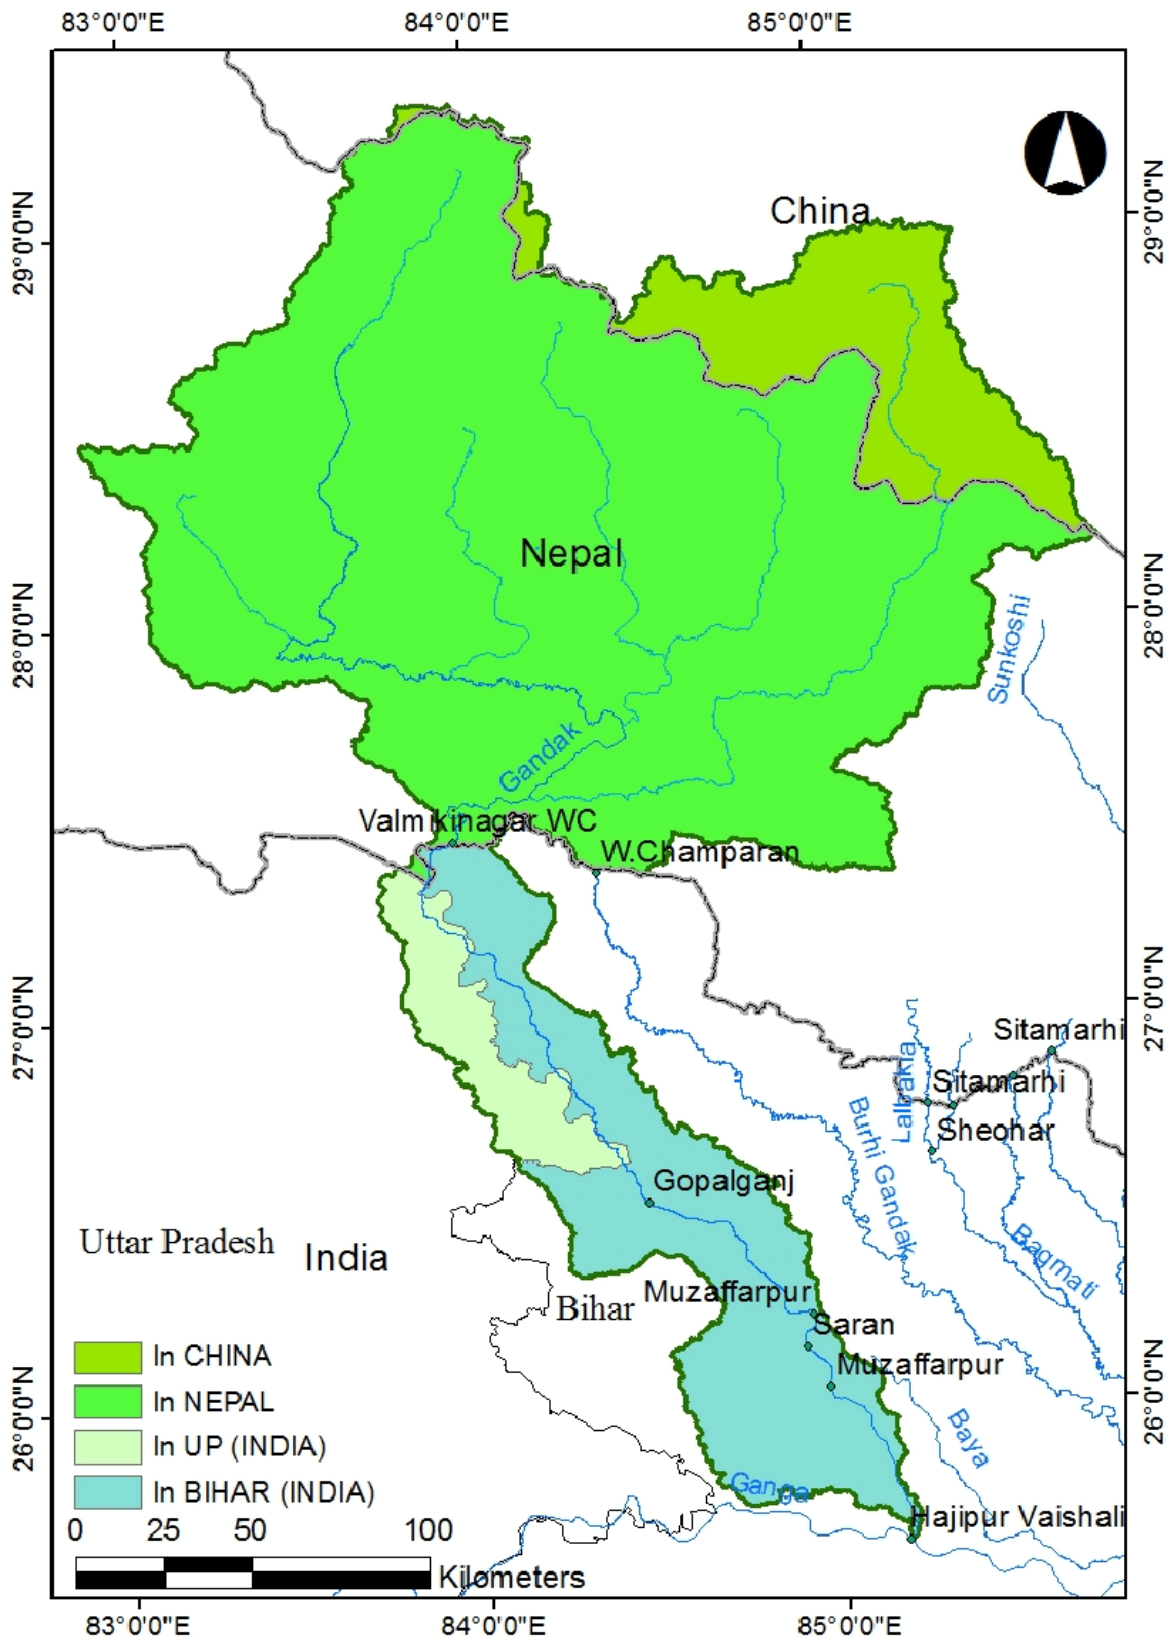 83°0'0"E 84°0'0"E 85°0'0"E
29°0'0"N
29°0'0"N
China
Nepal
28°0'0"N
28°0'0"N
Sunkoshi
Gandak
Valmikinagar WC
W.Champaran
27°0'0"N
27°0'0"N
Sitamarhi
Sitamarhi
Lalbakia
Sheohar
Burhi Gandak
Gopalganj
Bagmati
Uttar Pradesh
India
Bihar
Muzaffarpur
Saran
Muzaffarpur
26°0'0"N
26°0'0"N
Baya
Ganga
Hajipur Vaishali
In CHINA
In NEPAL
In UP (INDIA)
In BIHAR (INDIA)
0 25 50 100
Kilometers
83°0'0"E 84°0'0"E 85°0'0"E